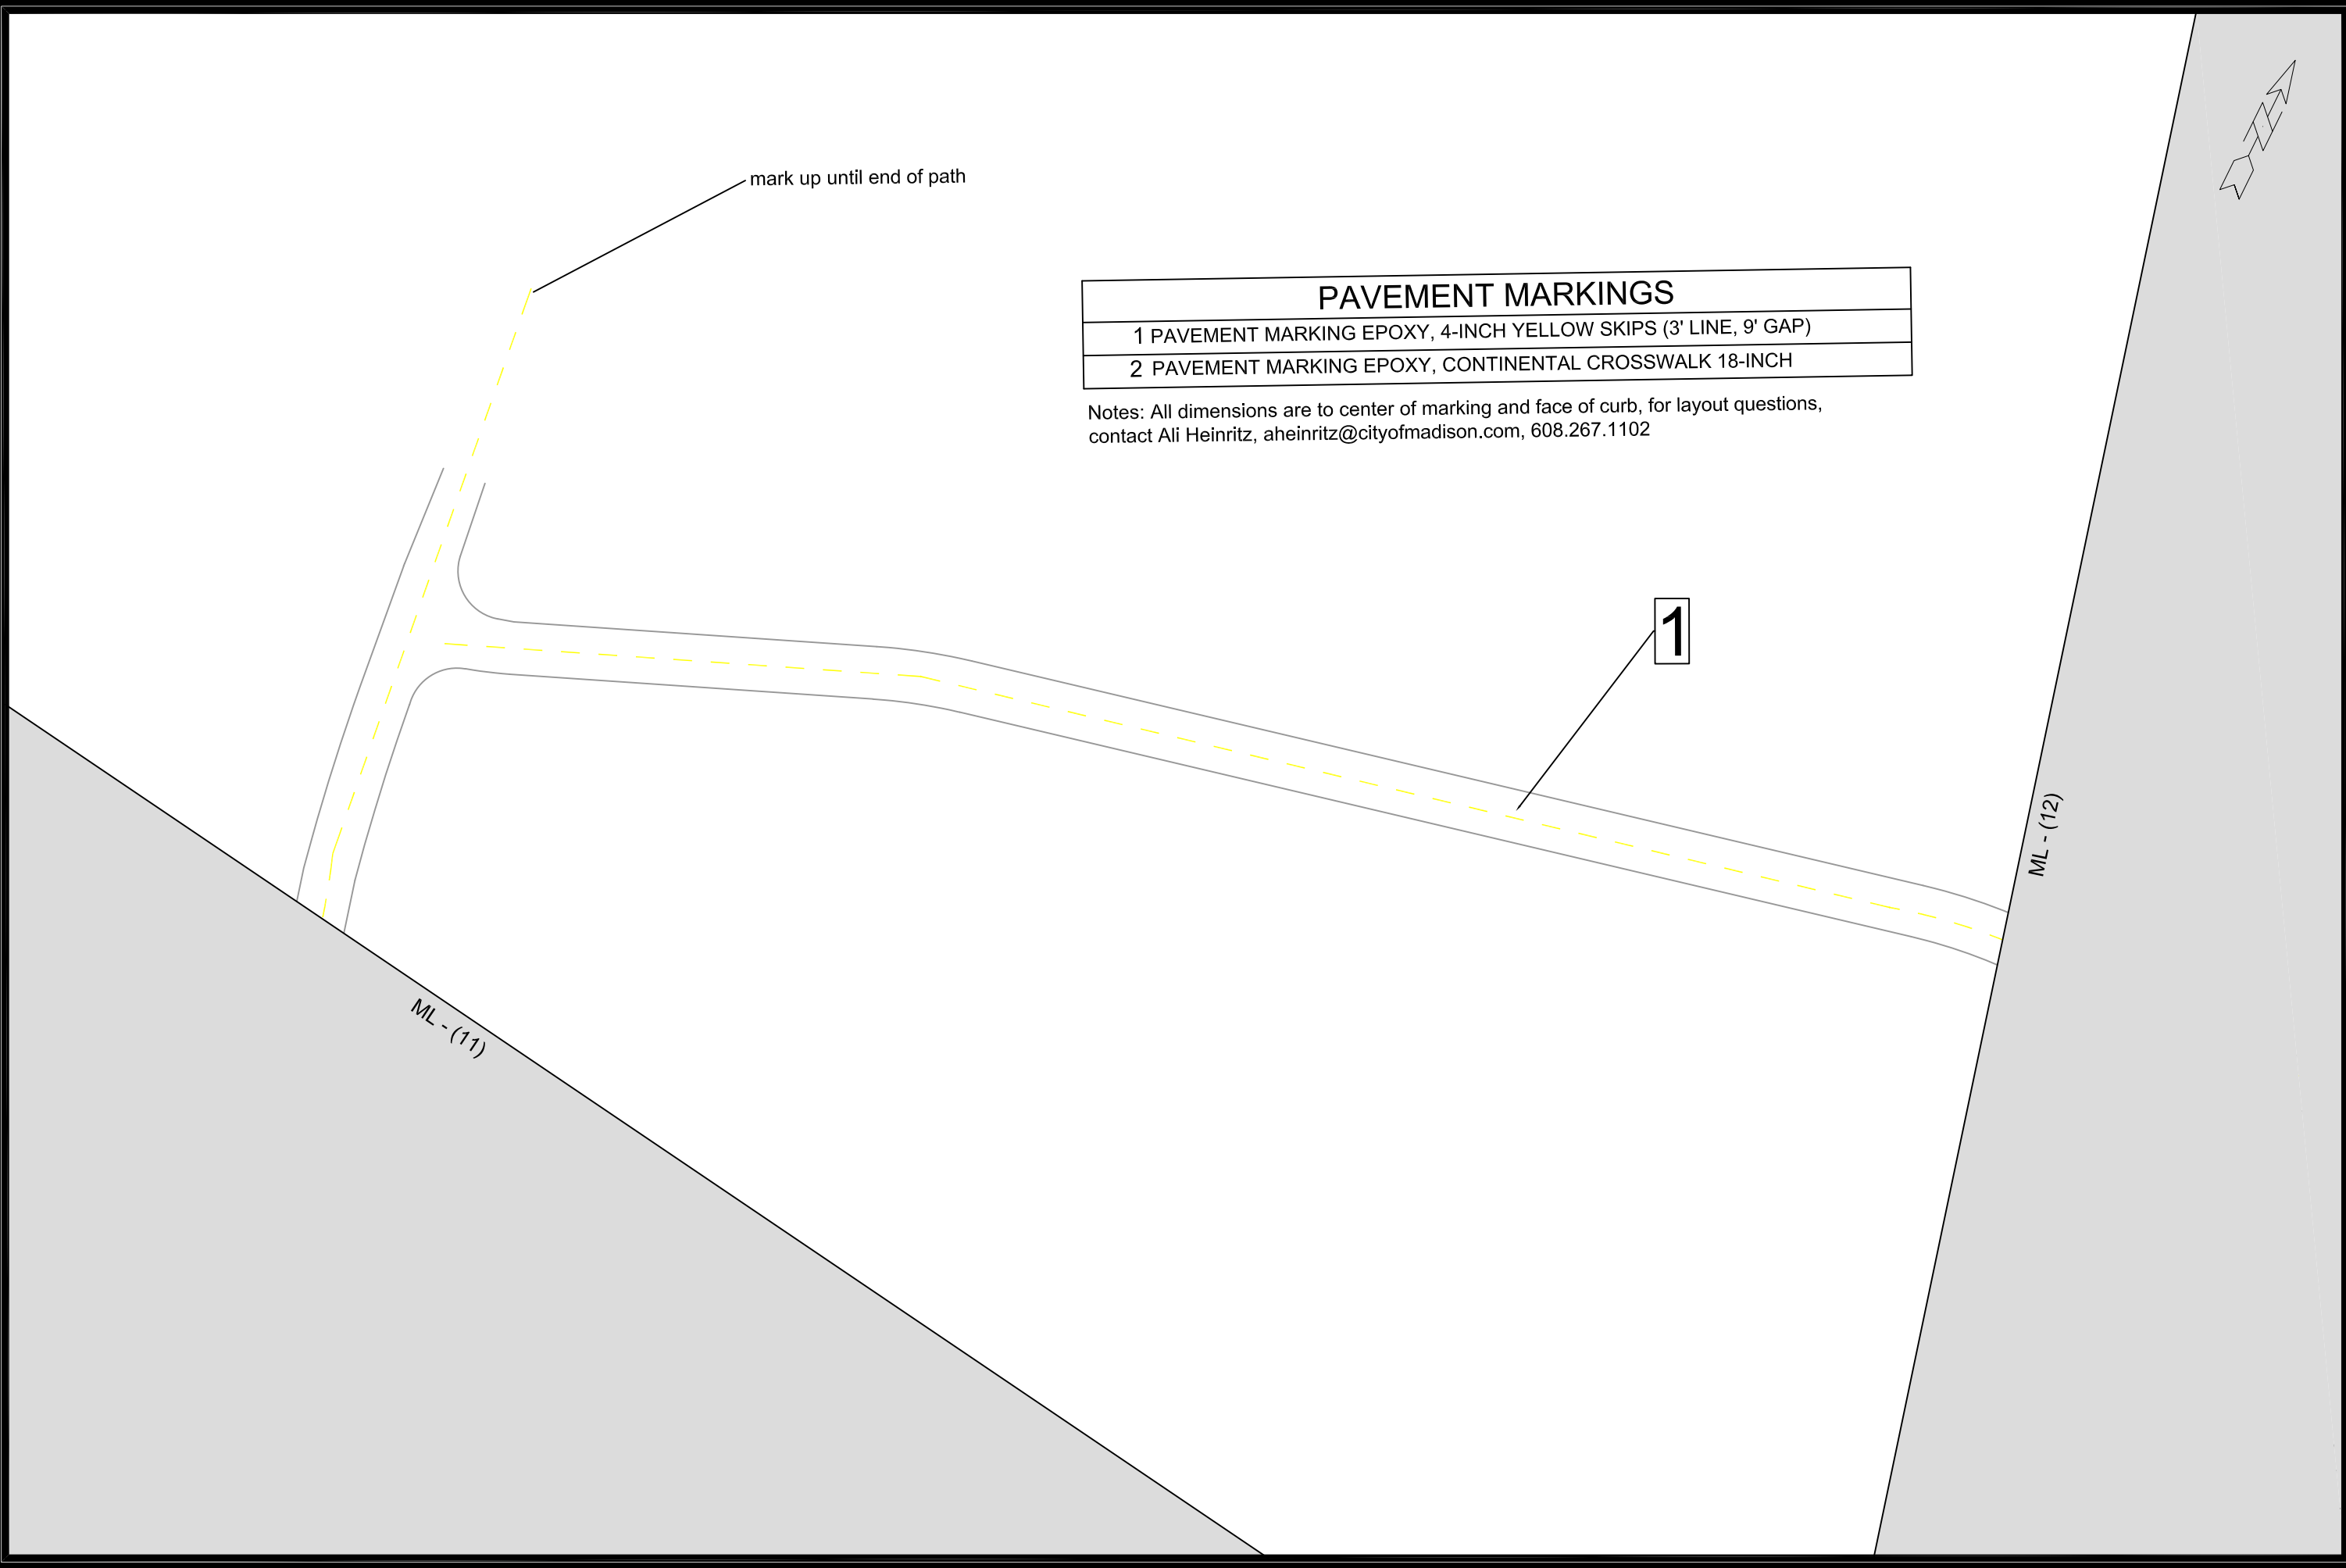 mark up until end of path
PAVEMENT MARKINGS
1 PAVEMENT MARKING EPOXY, 4-INCH YELLOW SKIPS (3' LINE, 9' GAP)
2 PAVEMENT MARKING EPOXY, CONTINENTAL CROSSWALK 18-INCH
Notes: All dimensions are to center of marking and face of curb, for layout questions,
contact Ali Heinritz, aheinritz@cityofmadison.com, 608.267.1102
1
ML - (12)
ML - (11)